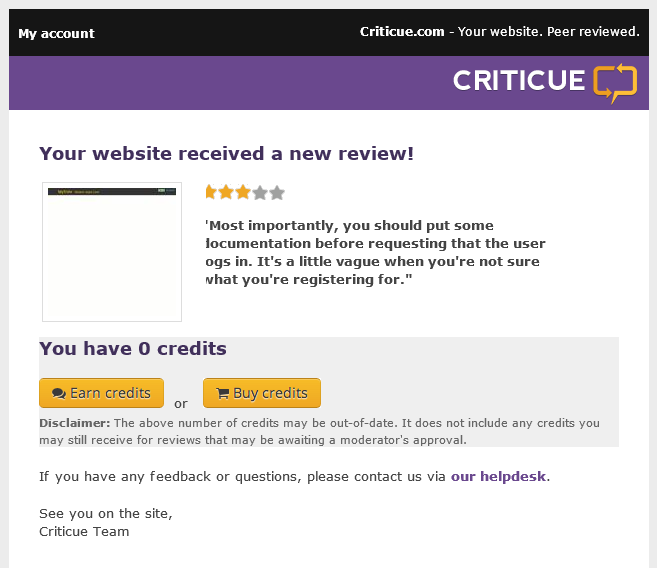 My account
Criticue.com - Your website. Peer reviewed.
CRITICUE
Your website received a new review!
"Most importantly, you should put some
documentation before requesting that the user
logs in. It's a little vague when you're not sure
what you're registering for."
You have 0 credits
Earn credits or Buy credits
Disclaimer: The above number of credits may be out-of-date. It does not include any credits you
may still receive for reviews that may be awaiting a moderator's approval.
If you have any feedback or questions, please contact us via our helpdesk.
See you on the site,
Criticue Team